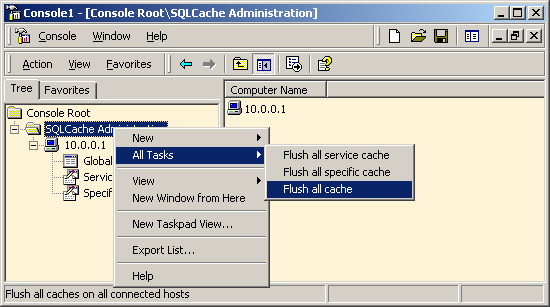 Console1 - [Console Root\SQLCache Administration]
Console Window Help
Action View Favorites
Tree Favorites
Computer Name
Console Root
10.0.0.1
SQLCache Admin
10.0.0.1
Global
Servic
Specif
New
All Tasks
View
New Window from Here
New Taskpad View...
Export List...
Help
Flush all service cache
Flush all specific cache
Flush all cache
Flush all caches on all connected hosts